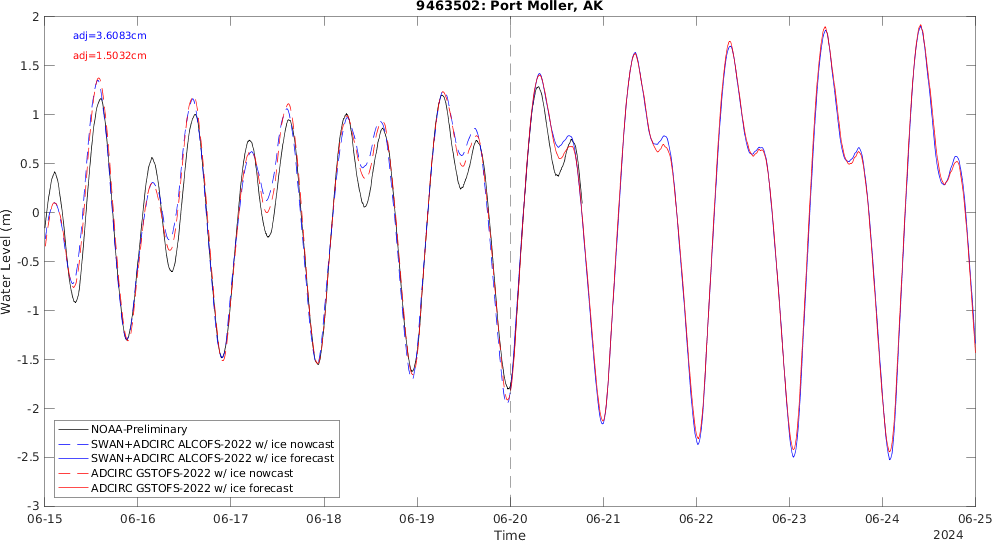 9463502: Port Moller, AK
adj=3.6083cm
adj=1.5032cm
Water Level (m)
2
1.5
1
0.5
0
-0.5
-1
-1.5
-2
-2.5
-3
NOAA-Preliminary
SWAN+ADCIRC ALCOFS-2022 w/ ice nowcast
SWAN+ADCIRC ALCOFS-2022 w/ ice forecast
ADCIRC GSTOFS-2022 w/ ice nowcast
ADCIRC GSTOFS-2022 w/ ice forecast
06-15 06-16 06-17 06-18 06-19 06-20 06-21 06-22 06-23 06-24 06-25
Time
2024